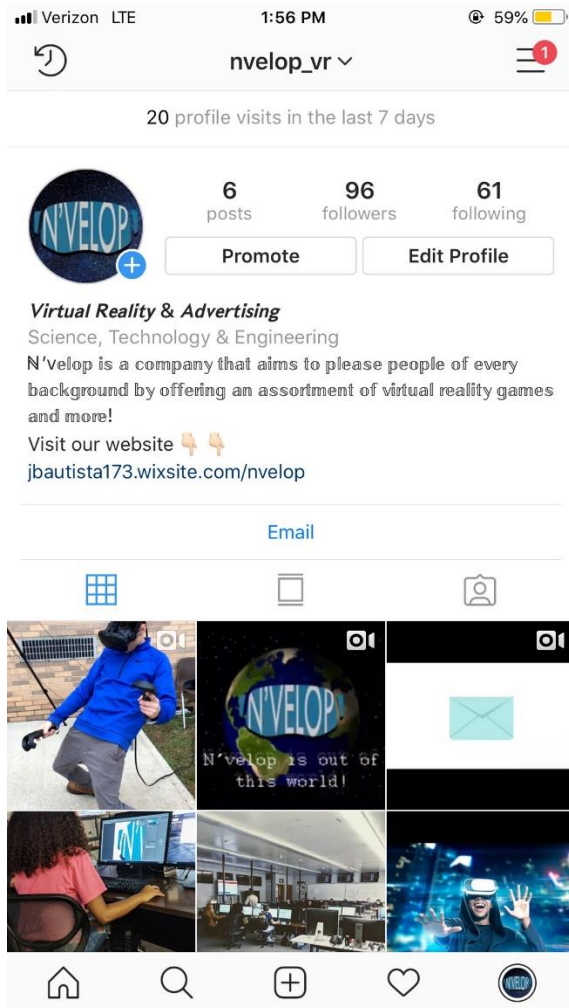 Verizon LTE 1:56 PM 59%
nvelop_vr
1
20 profile visits in the last 7 days
N'VELOP
6 96 61
posts followers following
Promote Edit Profile
Virtual Reality & Advertising
Science, Technology & Engineering
N'velop is a company that aims to please people of every
background by offering an assortment of virtual reality games
and more!
Visit our website
jbautista173.wixsite.com/nvelop
Email
N'VELOP
N'velop is out of
this world!
N'V
N'VELOP